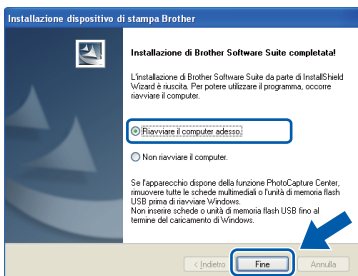 Installazione dispositivo di stampa Brother
Installazione di Brother Software Suite completata!
L'installazione di Brother Software Suite da parte di InstallShield
Wizard è riuscita. Per potere utilizzare il programma, occorre
riavviare il computer.
Riavviare il computer adesso.
Non riavviare il computer.
Se l'apparecchio dispone della funzione PhotoCapture Center,
rimuovere tutte le schede multimediali o l'unità di memoria flash
USB prima di riavviare Windows.
Non inserire schede o unità di memoria flash USB fino al
termine del caricamento di Windows.
< Indietro
Fine
Annulla